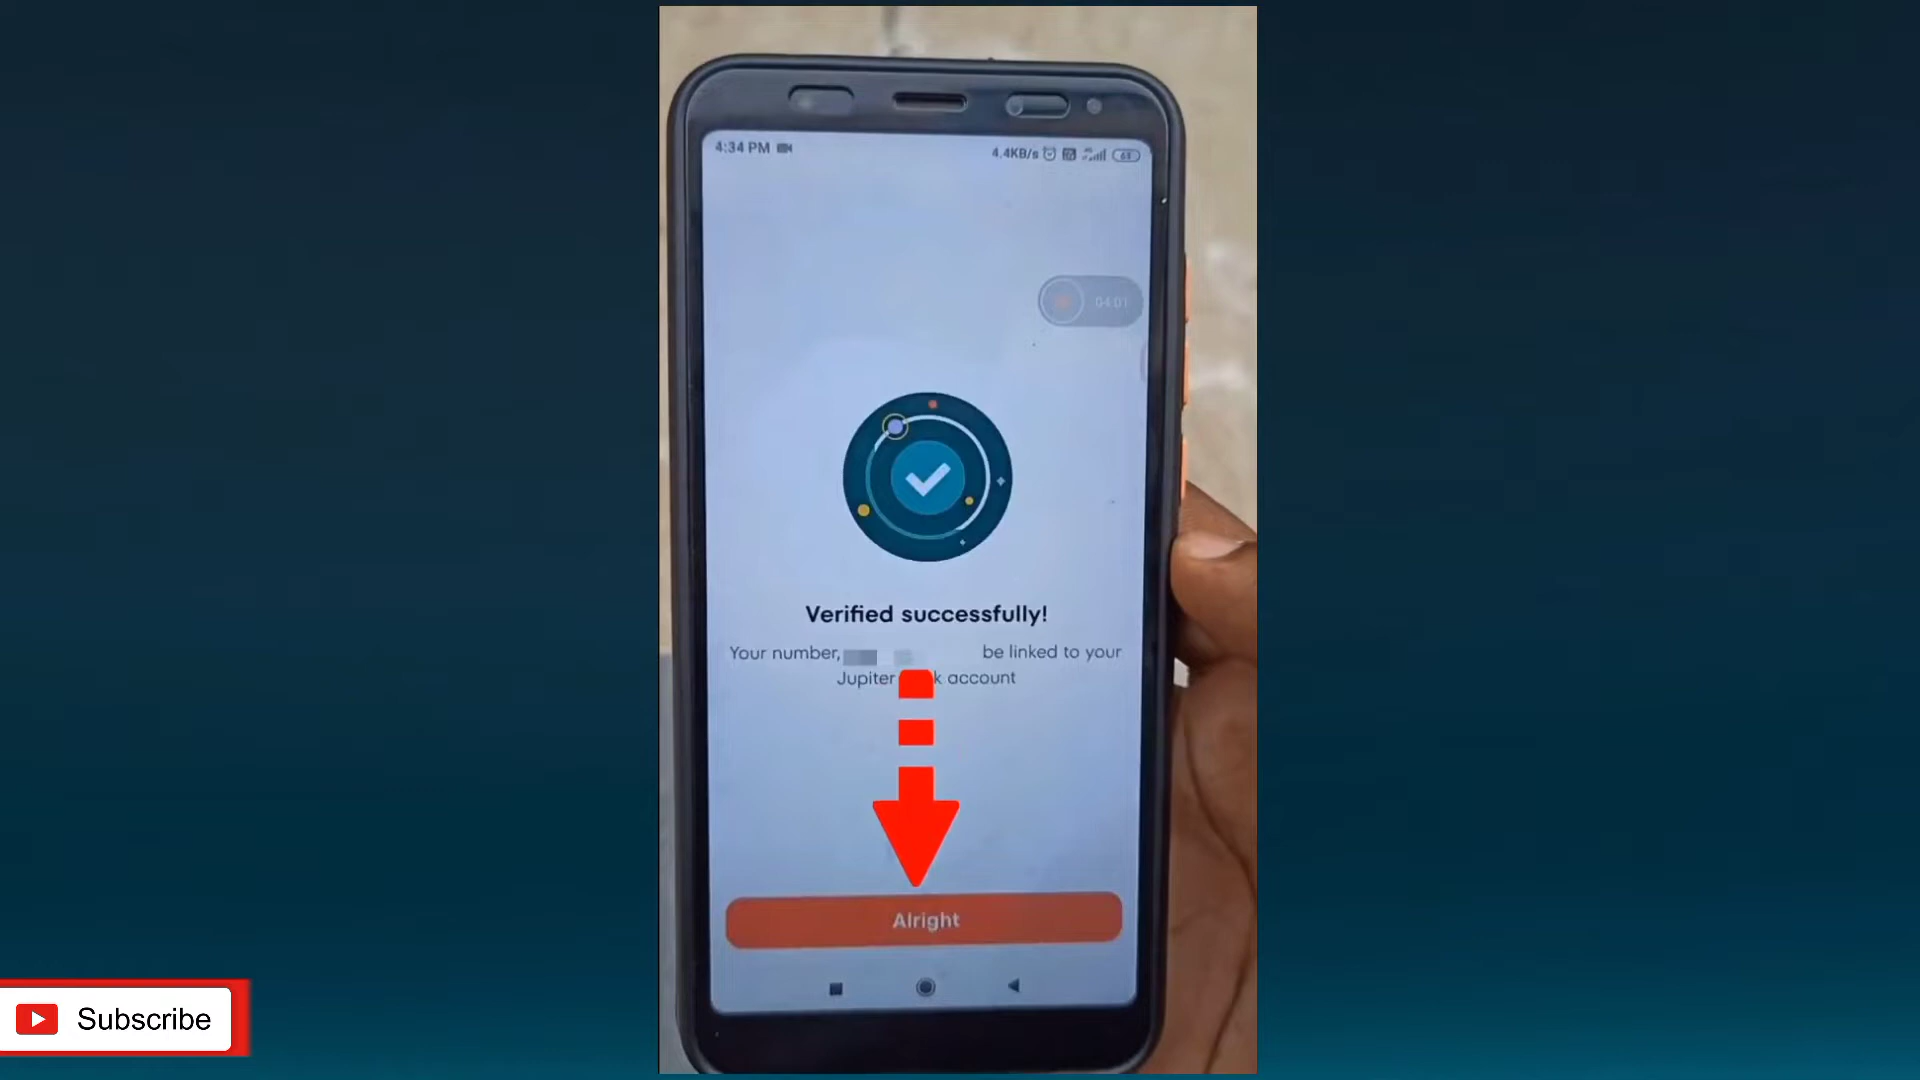 4:34 PM
4.4KB/s
68
04:01
Verified successfully!
Your number, be linked to your
Jupiter account
Alright
Subscribe